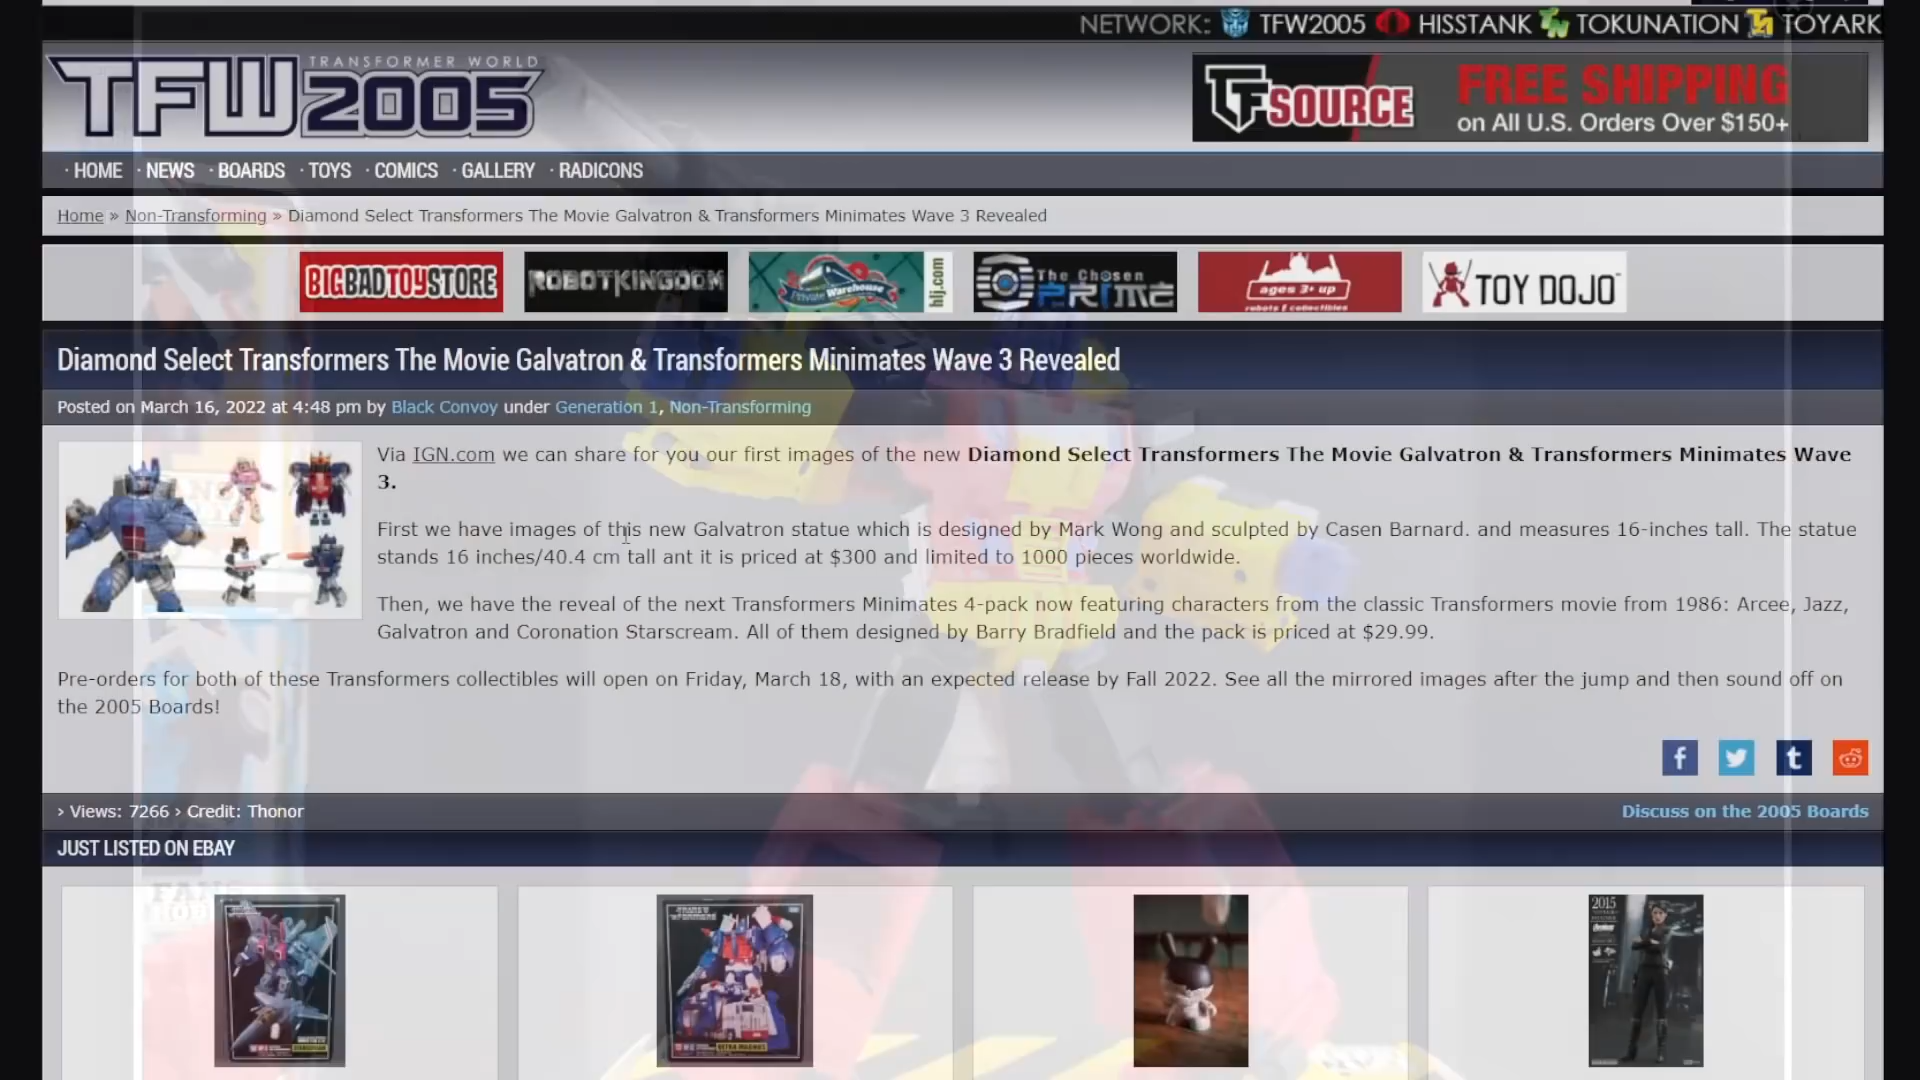 NETWORK: TFW2005 HISSTANK TOKUNATION TOYARK
TRANSFORMER WORLD
TFW2005
TFSOURCE
FREE SHIPPING
on All U.S. Orders Over $150+
· HOME · NEWS · BOARDS · TOYS · COMICS · GALLERY · RADICONS
Home » Non-Transforming » Diamond Select Transformers The Movie Galvatron & Transformers Minimates Wave 3 Revealed
BIGBADTOYSTORE
ROBOTKINGDOM
Private Warehouse
hlj.com
The Chosen
PRIME
ages 3+ up
robots & collectibles
TOY DOJO
Diamond Select Transformers The Movie Galvatron & Transformers Minimates Wave 3 Revealed
Posted on March 16, 2022 at 4:48 pm by Black Convoy under Generation 1, Non-Transforming
Via IGN.com we can share for you our first images of the new Diamond Select Transformers The Movie Galvatron & Transformers Minimates Wave
3.
First we have images of this new Galvatron statue which is designed by Mark Wong and sculpted by Casen Barnard. and measures 16-inches tall. The statue
stands 16 inches/40.4 cm tall ant it is priced at $300 and limited to 1000 pieces worldwide.
Then, we have the reveal of the next Transformers Minimates 4-pack now featuring characters from the classic Transformers movie from 1986: Arcee, Jazz,
Galvatron and Coronation Starscream. All of them designed by Barry Bradfield and the pack is priced at $29.99.
Pre-orders for both of these Transformers collectibles will open on Friday, March 18, with an expected release by Fall 2022. See all the mirrored images after the jump and then sound off on
the 2005 Boards!
› Views: 7266 › Credit: Thonor
Discuss on the 2005 Boards
JUST LISTED ON EBAY
2015